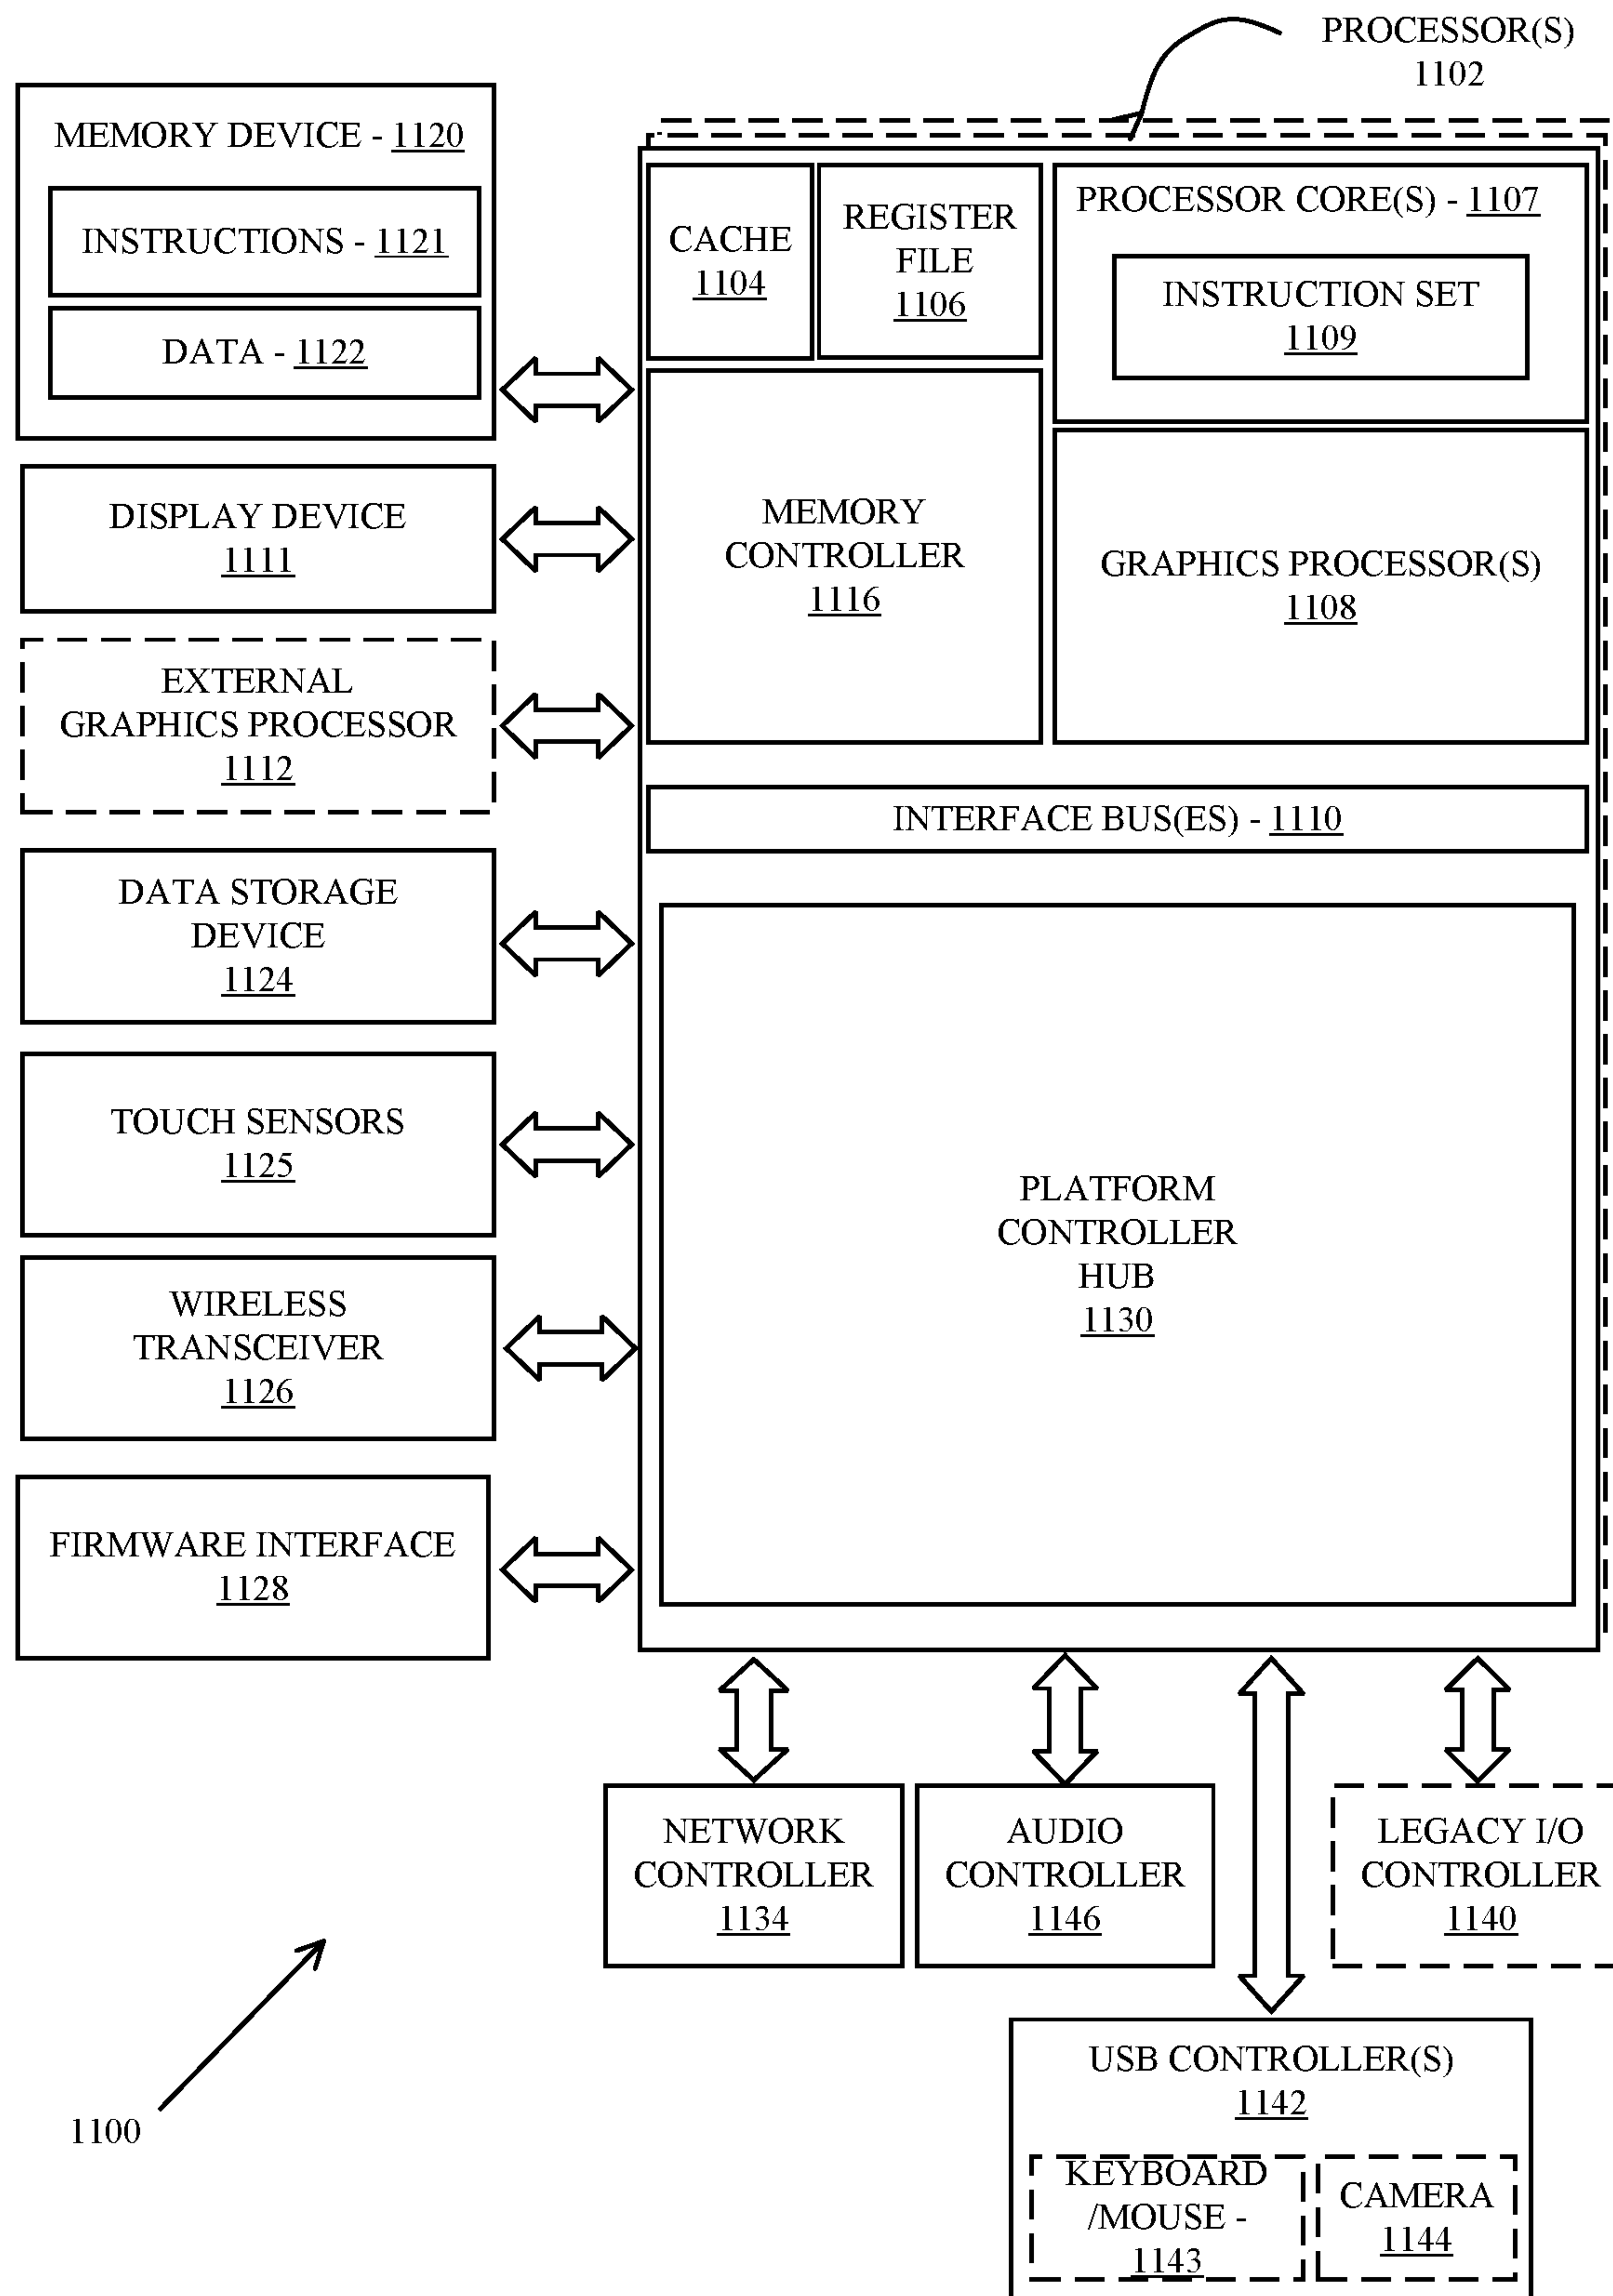 PROCESSOR(S)
1102
MEMORY DEVICE - 1120
INSTRUCTIONS - 1121
DATA - 1122
CACHE
1104
REGISTER
FILE
1106
PROCESSOR CORE(S) - 1107
INSTRUCTION SET
1109
DISPLAY DEVICE
1111
MEMORY
CONTROLLER
1116
GRAPHICS PROCESSOR(S)
1108
EXTERNAL
GRAPHICS PROCESSOR
1112
INTERFACE BUS(ES) - 1110
DATA STORAGE
DEVICE
1124
TOUCH SENSORS
1125
PLATFORM
CONTROLLER
HUB
1130
WIRELESS
TRANSCEIVER
1126
FIRMWARE INTERFACE
1128
NETWORK
CONTROLLER
1134
AUDIO
CONTROLLER
1146
LEGACY I/O
CONTROLLER
1140
USB CONTROLLER(S)
1142
KEYBOARD
/MOUSE -
1143
CAMERA
1144
1100